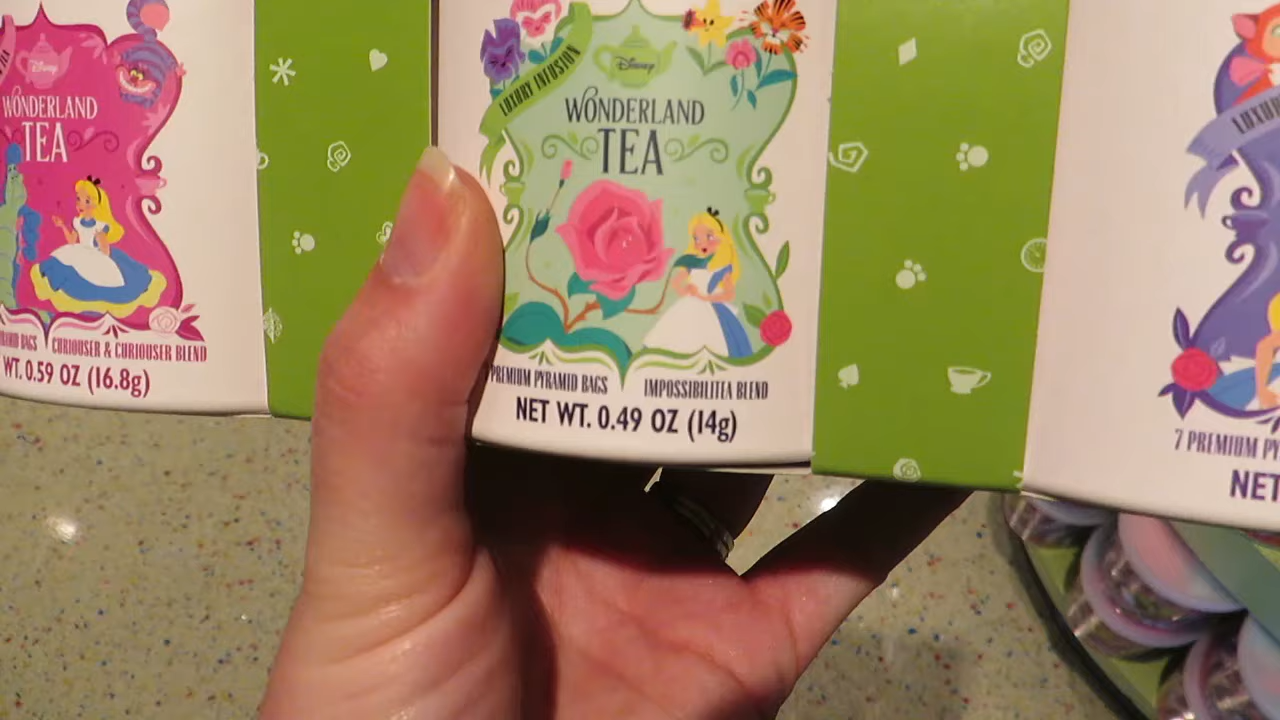 Disney
WONDERLAND
TEA
CURIOUSER & CURIOUSER BLEND
WT. 0.59 OZ (16.8g)
LUXURY INFUSION
Disney
WONDERLAND
TEA
PREMIUM PYRAMID BAGS IMPOSSIBILITEA BLEND
NET WT. 0.49 OZ (14g)
7 PREMIUM
NET